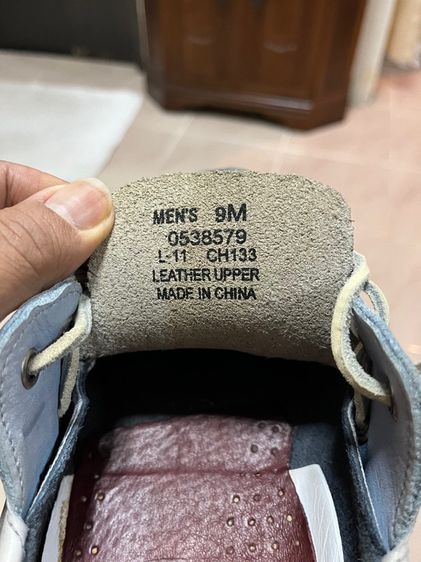 MEN'S 9M
0538579
L-11 CH133
LEATHER UPPER
MADE IN CHINA